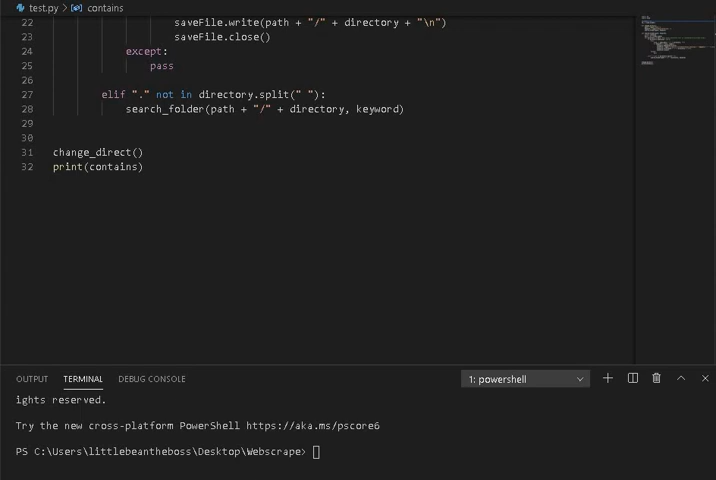 test.py > contains
22 saveFile.write(path + "/" + directory + "\n")
23 saveFile.close()
24 except:
25 pass
26
27 elif "." not in directory.split(" "):
28 search_folder(path + "/" + directory, keyword)
29
30
31 change_direct()
32 print(contains)
OUTPUT TERMINAL DEBUG CONSOLE 1: powershell
ights reserved.
Try the new cross-platform PowerShell https://aka.ms/pscore6
PS C:\Users\littlebeantheboss\Desktop\Webscrape>